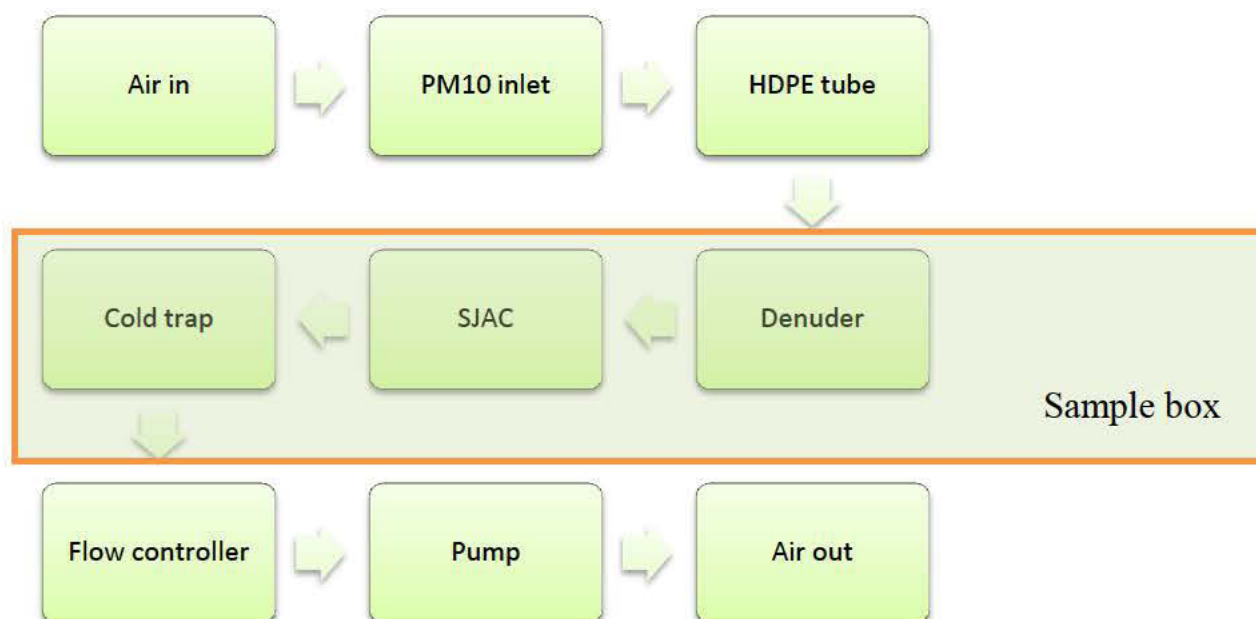 Air in
PM10 inlet
HDPE tube
Cold trap
SJAC
Denuder
Sample box
Flow controller
Pump
Air out